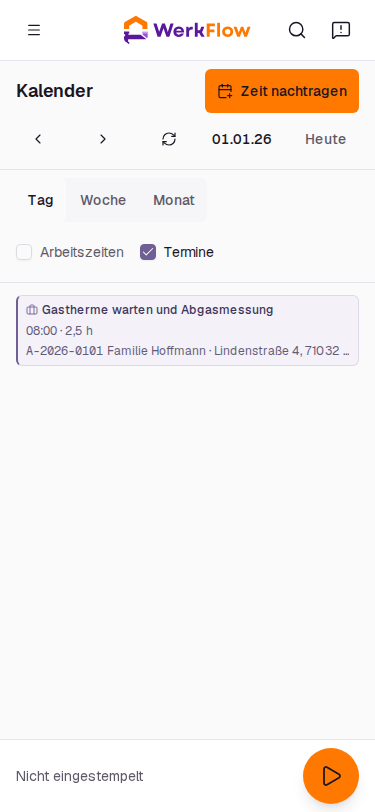 WerkFlow
Kalender
Zeit nachtragen
01.01.26
Heute
Tag
Woche
Monat
Arbeitszeiten
Termine
Gastherme warten und Abgasmessung
08:00 · 2,5 h
A-2026-0101 Familie Hoffmann · Lindenstraße 4, 71032 ...
Nicht eingestempelt